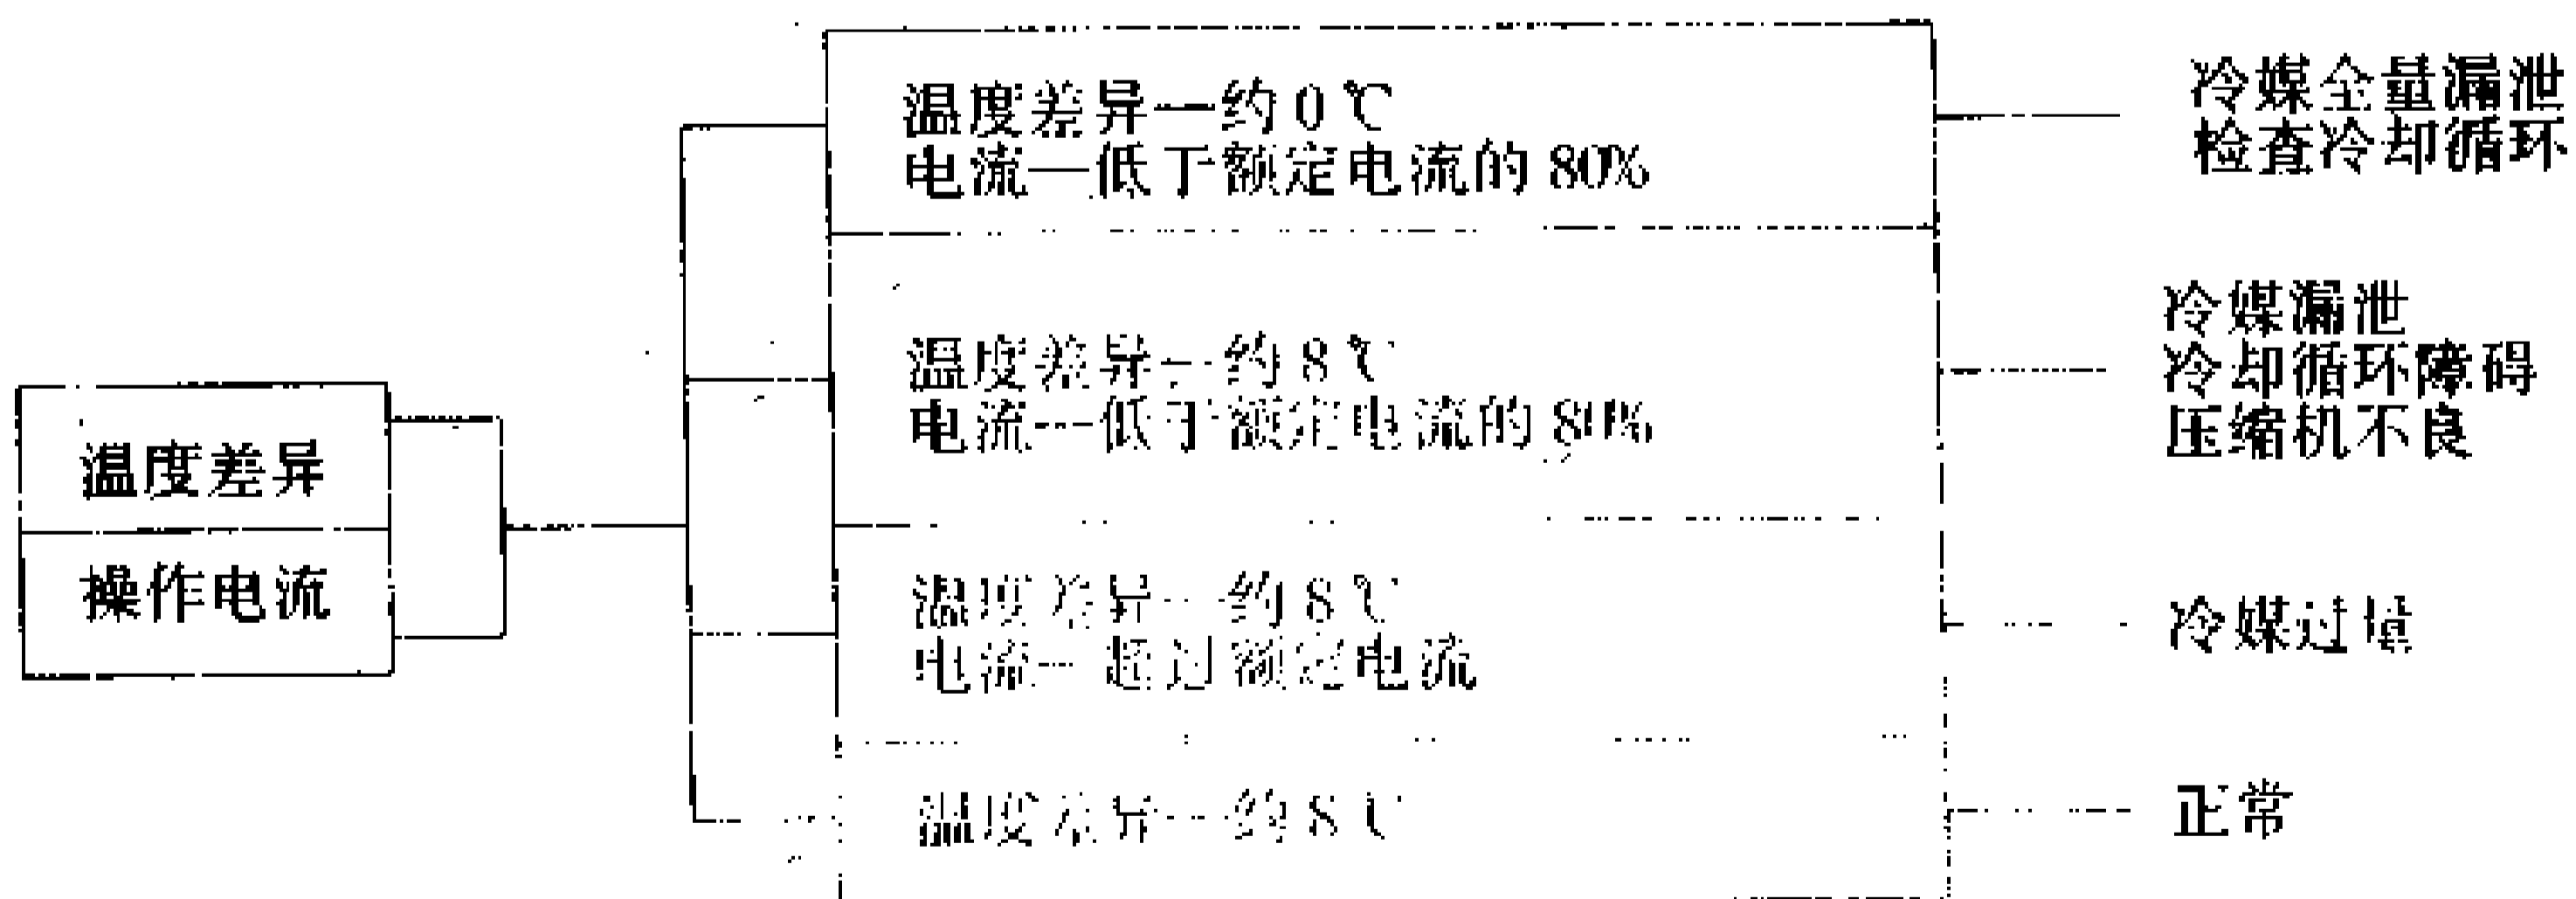 温度差异
操作电流
温度差异—约0℃
电流—低于额定电流的80%
温度差异—约8℃
电流—低于额定电流的80%
温度差异—约8℃
电流—超过额定电流
温度差异—约8℃
冷媒全量漏泄
检查冷却循环
冷媒漏泄
冷却循环障碍
压缩机不良
冷媒过填
正常